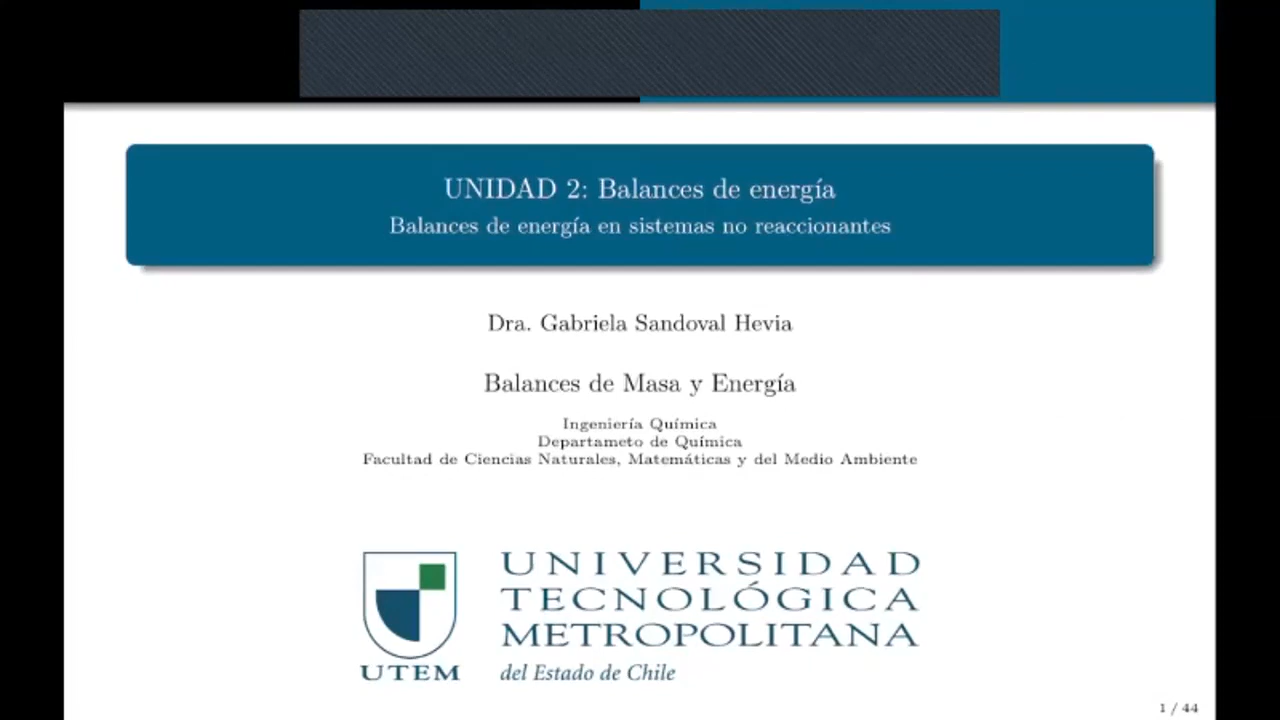 UNIDAD 2: Balances de energía
Balances de energía en sistemas no reaccionantes
Dra. Gabriela Sandoval Hevia
Balances de Masa y Energía
Ingeniería Química
Departameto de Química
Facultad de Ciencias Naturales, Matemáticas y del Medio Ambiente
UNIVERSIDAD
TECNOLÓGICA
METROPOLITANA
UTEM
del Estado de Chile
1 / 44